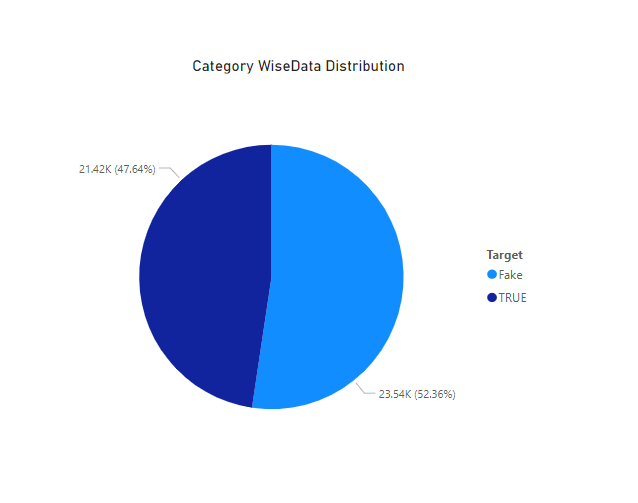 Category WiseData Distribution
21.42K (47.64%)
Target
Fake
TRUE
23.54K (52.36%)